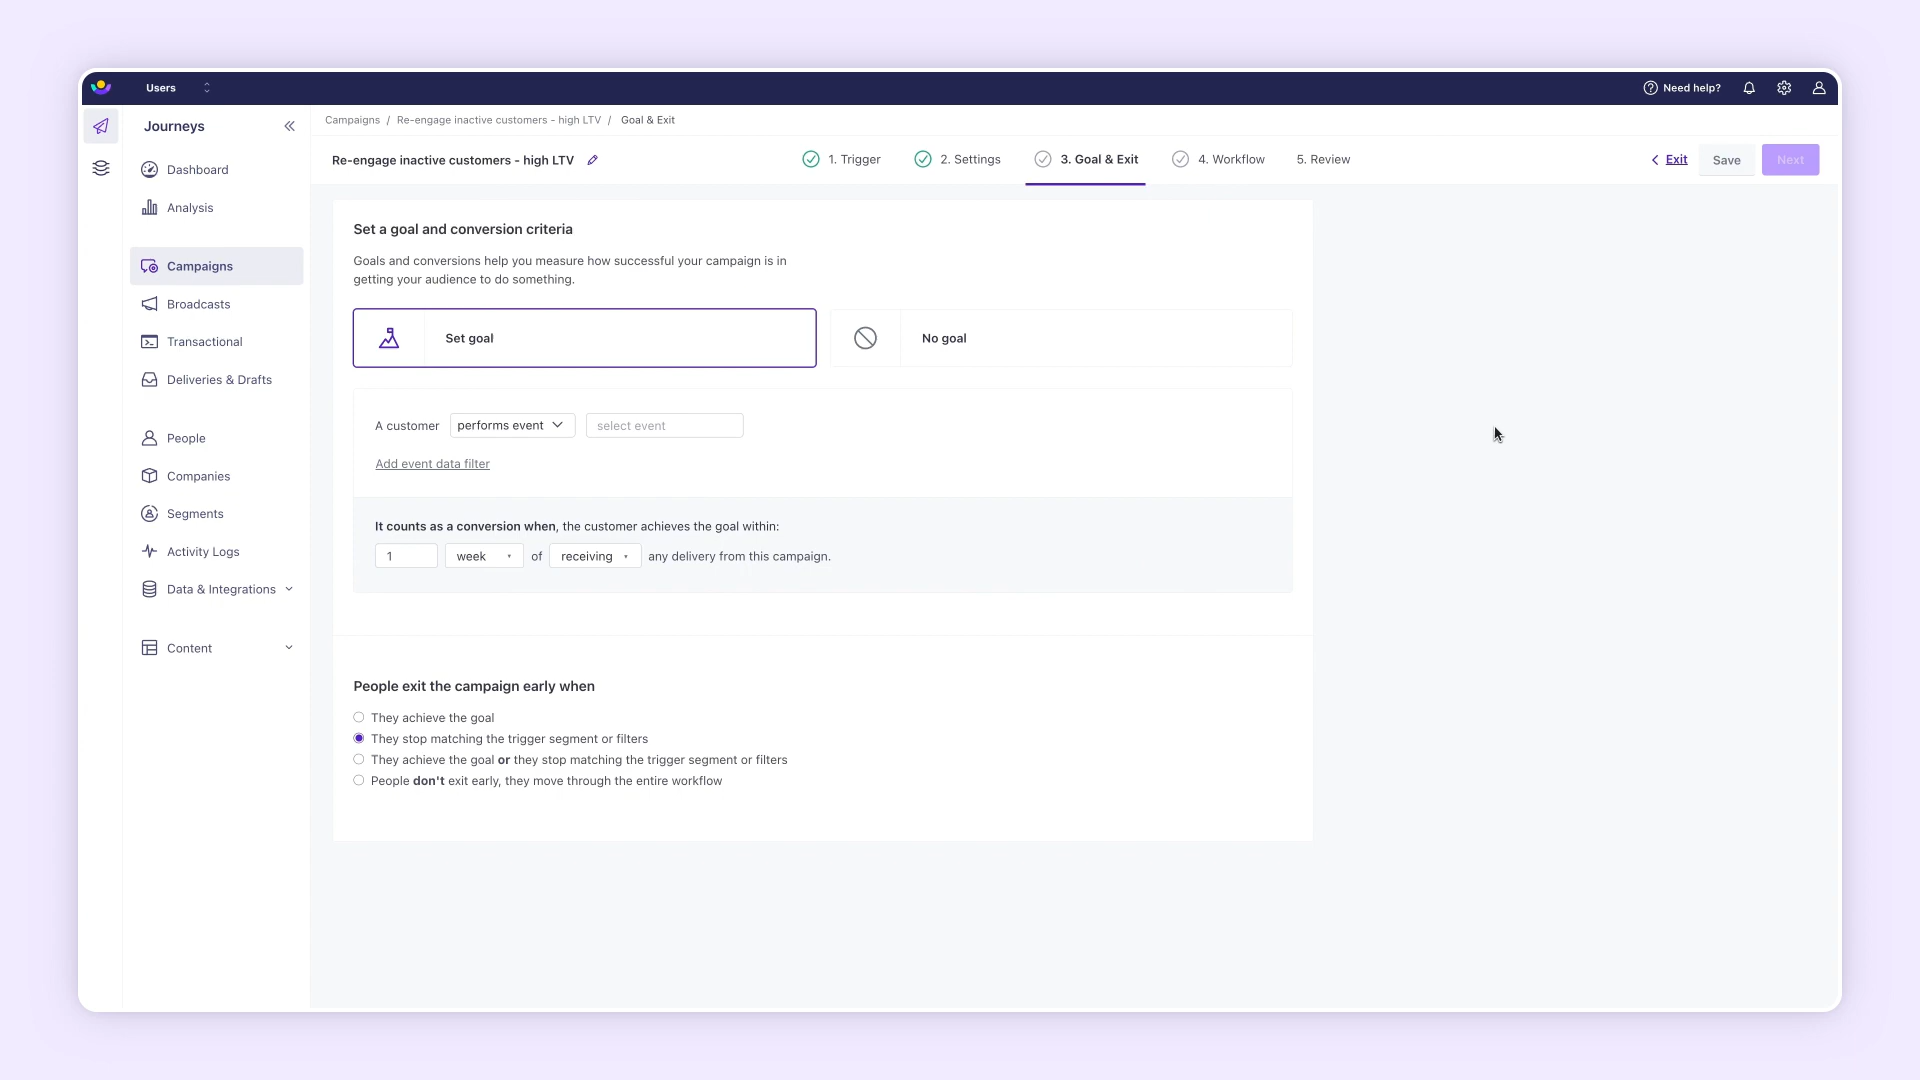 Users
Need help?
Journeys
Dashboard
Analysis
Campaigns
Broadcasts
Transactional
Deliveries & Drafts
People
Companies
Segments
Activity Logs
Data & Integrations
Content
Campaigns / Re-engage inactive customers - high LTV / Goal & Exit
Re-engage inactive customers - high LTV
1. Trigger
2. Settings
3. Goal & Exit
4. Workflow
5. Review
Exit
Save
Next
Set a goal and conversion criteria
Goals and conversions help you measure how successful your campaign is in
getting your audience to do something.
Set goal
No goal
A customer performs event select event
Add event data filter
It counts as a conversion when, the customer achieves the goal within:
1 week of receiving any delivery from this campaign.
People exit the campaign early when
They achieve the goal
They stop matching the trigger segment or filters
They achieve the goal or they stop matching the trigger segment or filters
People don't exit early, they move through the entire workflow